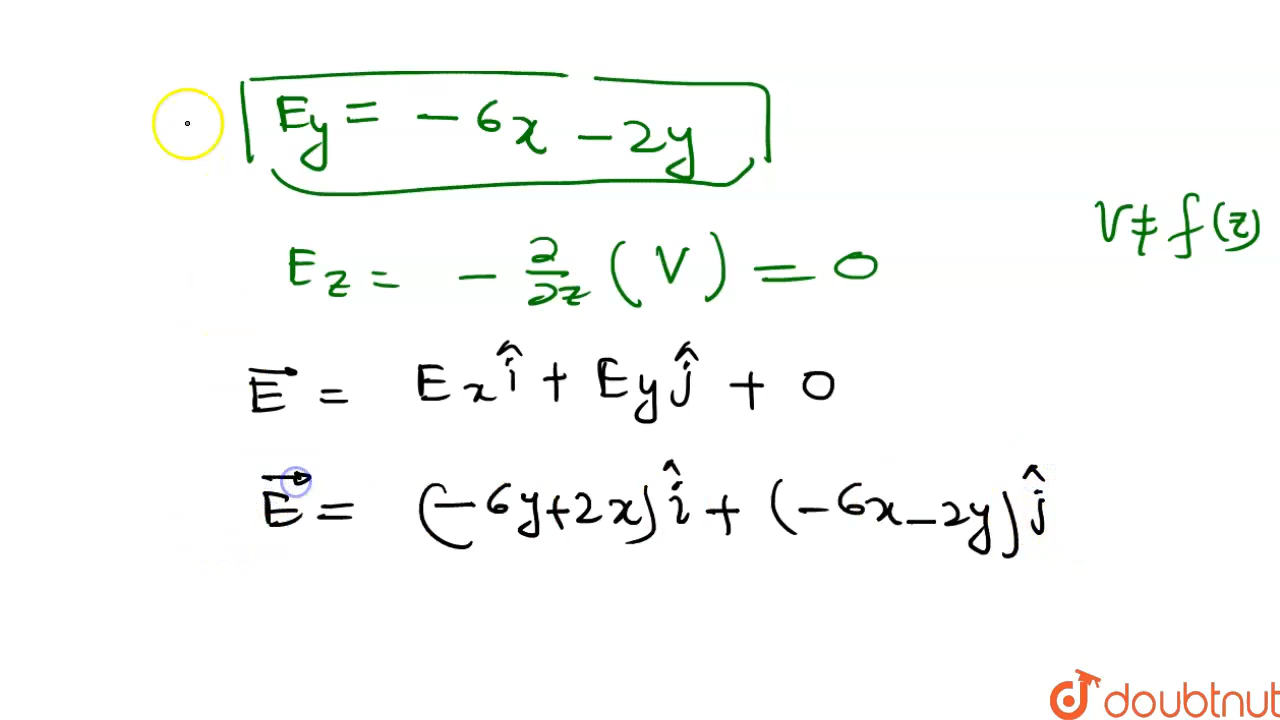 Ey = -6x -2y
V ≠ f(z)
Ez = - ∂/∂z (V) = 0
E⃗ = Ex î + Ey ĵ + 0
E⃗ = (-6y+2x) î + (-6x-2y) ĵ
doubtnut